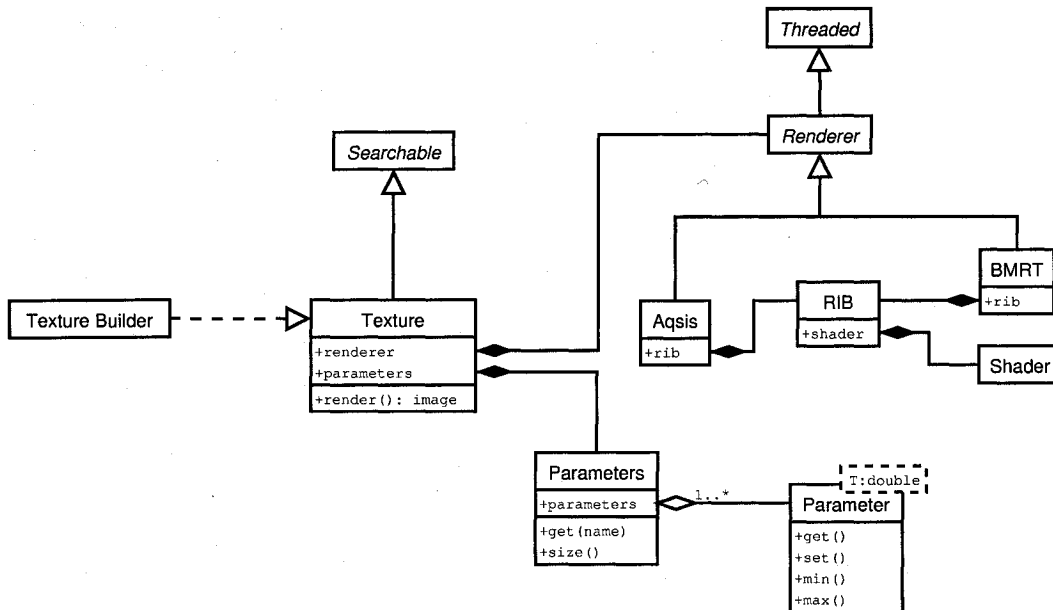 Threaded
Renderer
Searchable
BMRT
+rib
RIB
+shader
Aqsis
+rib
Shader
Texture Builder
Texture
+renderer
+parameters
+render(): image
Parameters
+parameters
+get(name)
+size()
1..*
T:double
Parameter
+get()
+set()
+min()
+max()